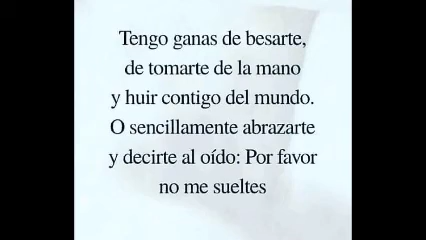 Tengo ganas de besarte,
de tomarte de la mano
y huir contigo del mundo.
O sencillamente abrazarte
y decirte al oído: Por favor
no me sueltes